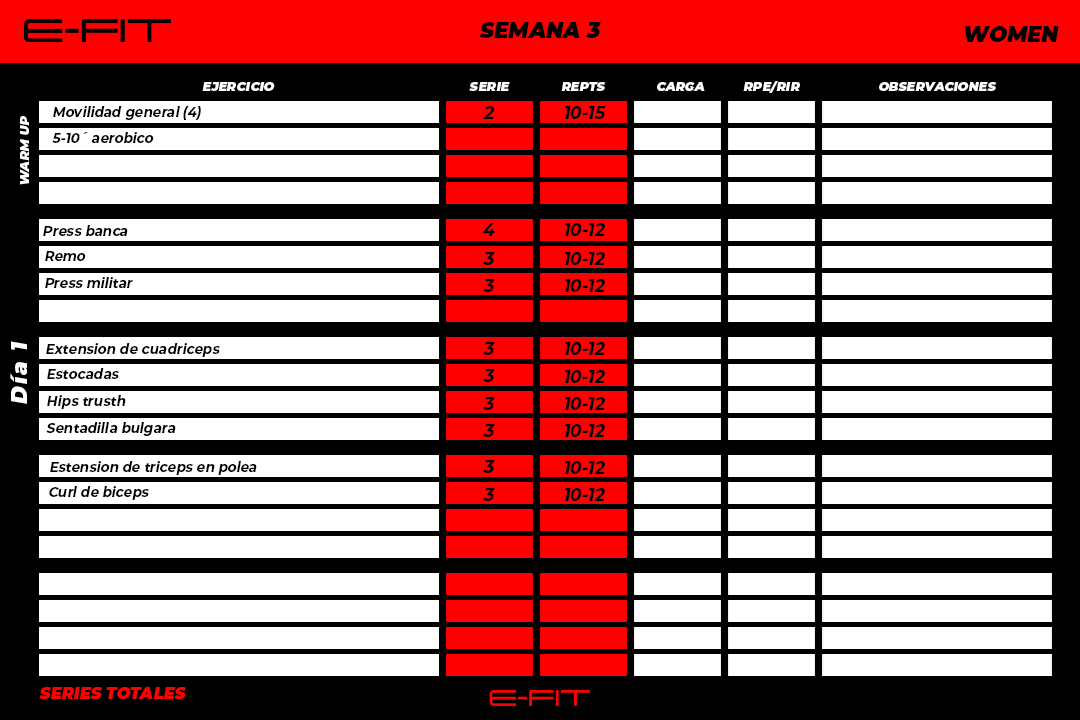 E-FIT
SEMANA 3
WOMEN
EJERCICIO SERIE REPTS CARGA RPE/RIR OBSERVACIONES
WARM UP
Movilidad general (4) 2 10-15
5-10´ aerobico
Día 1
Press banca 4 10-12
Remo 3 10-12
Press militar 3 10-12
Extension de cuadriceps 3 10-12
Estocadas 3 10-12
Hips trusth 3 10-12
Sentadilla bulgara 3 10-12
Estension de triceps en polea 3 10-12
Curl de biceps 3 10-12
SERIES TOTALES
E-FIT